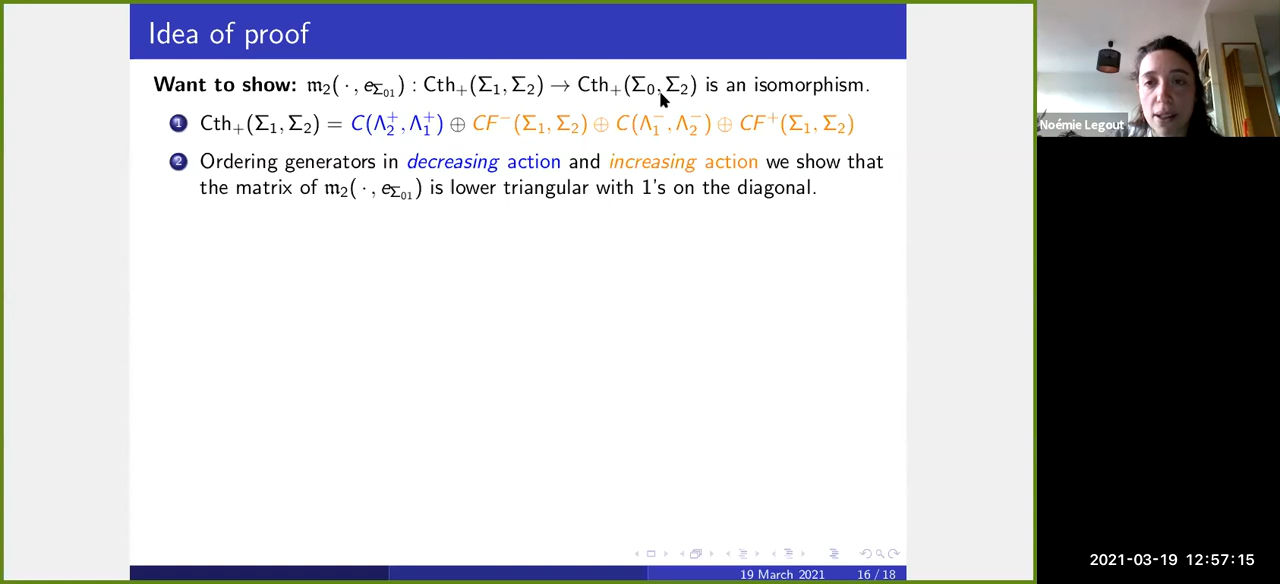 Idea of proof
Want to show: 𝔪₂( · , e_{Σ₀₁}) : Cth₊(Σ₁, Σ₂) → Cth₊(Σ₀, Σ₂) is an isomorphism.
1 Cth₊(Σ₁, Σ₂) = C(Λ₂⁺, Λ₁⁺) ⊕ CF⁻(Σ₁, Σ₂) ⊕ C(Λ₁⁻, Λ₂⁻) ⊕ CF⁺(Σ₁, Σ₂)
2 Ordering generators in decreasing action and increasing action we show that
the matrix of 𝔪₂( · , e_{Σ₀₁}) is lower triangular with 1's on the diagonal.
19 March 2021 16 / 18
Noémie Legout
2021-03-19 12:57:15